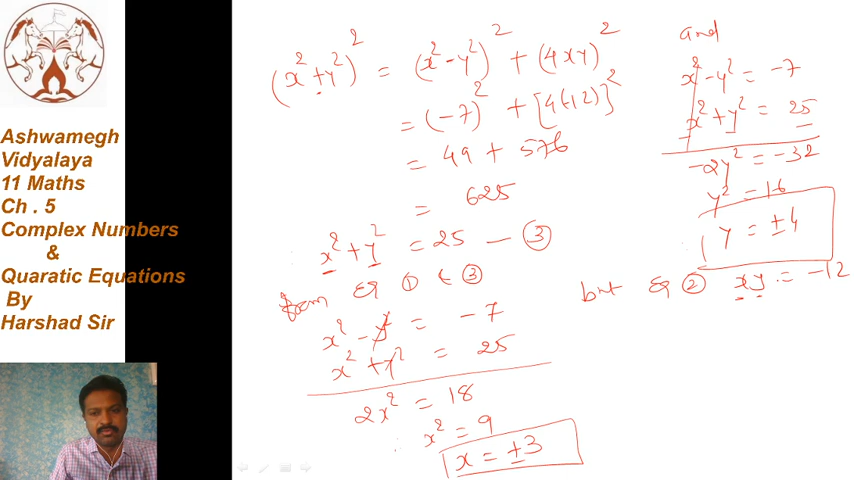 Ashwamegh
Vidyalaya
11 Maths
Ch . 5
Complex Numbers
&
Quaratic Equations
By
Harshad Sir
(x² + y²)² = (x² - y²)² + (4xy)²
= (-7)² + [4(-12)]²
= 49 + 576
= 625
x² + y² = 25 — ③
from Eq ① & ③
x² - y² = -7
x² + y² = 25
2x² = 18
∴ x² = 9
x = ±3
and
x² - y² = -7
x² + y² = 25
-2y² = -32
y² = 16
∴ y = ±4
but Eq ② xy = -12